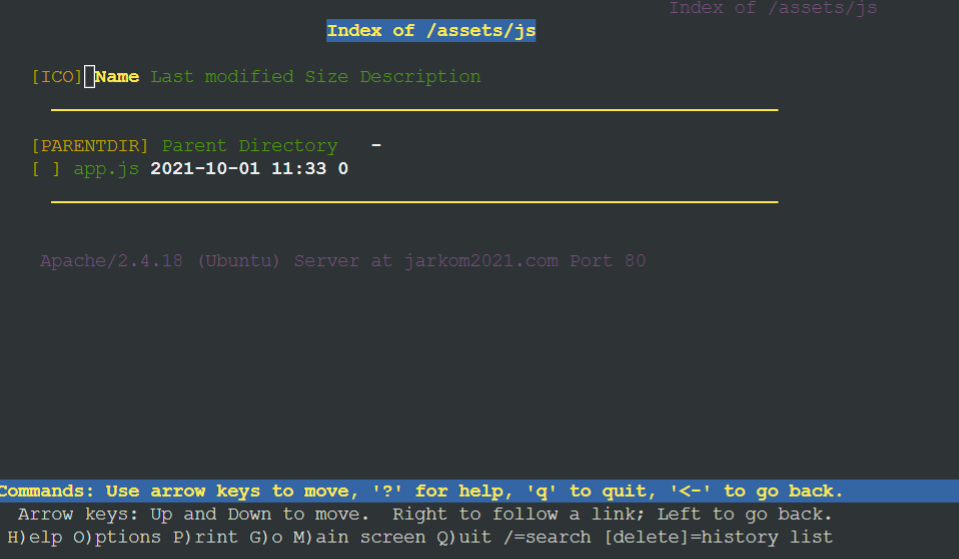 Index of /assets/js
Index of /assets/js
[ICO] Name Last modified Size Description
[PARENTDIR] Parent Directory -
[ ] app.js 2021-10-01 11:33 0
Apache/2.4.18 (Ubuntu) Server at jarkom2021.com Port 80
Commands: Use arrow keys to move, '?' for help, 'q' to quit, '<-' to go back.
Arrow keys: Up and Down to move. Right to follow a link; Left to go back.
H)elp O)ptions P)rint G)o M)ain screen Q)uit /=search [delete]=history list